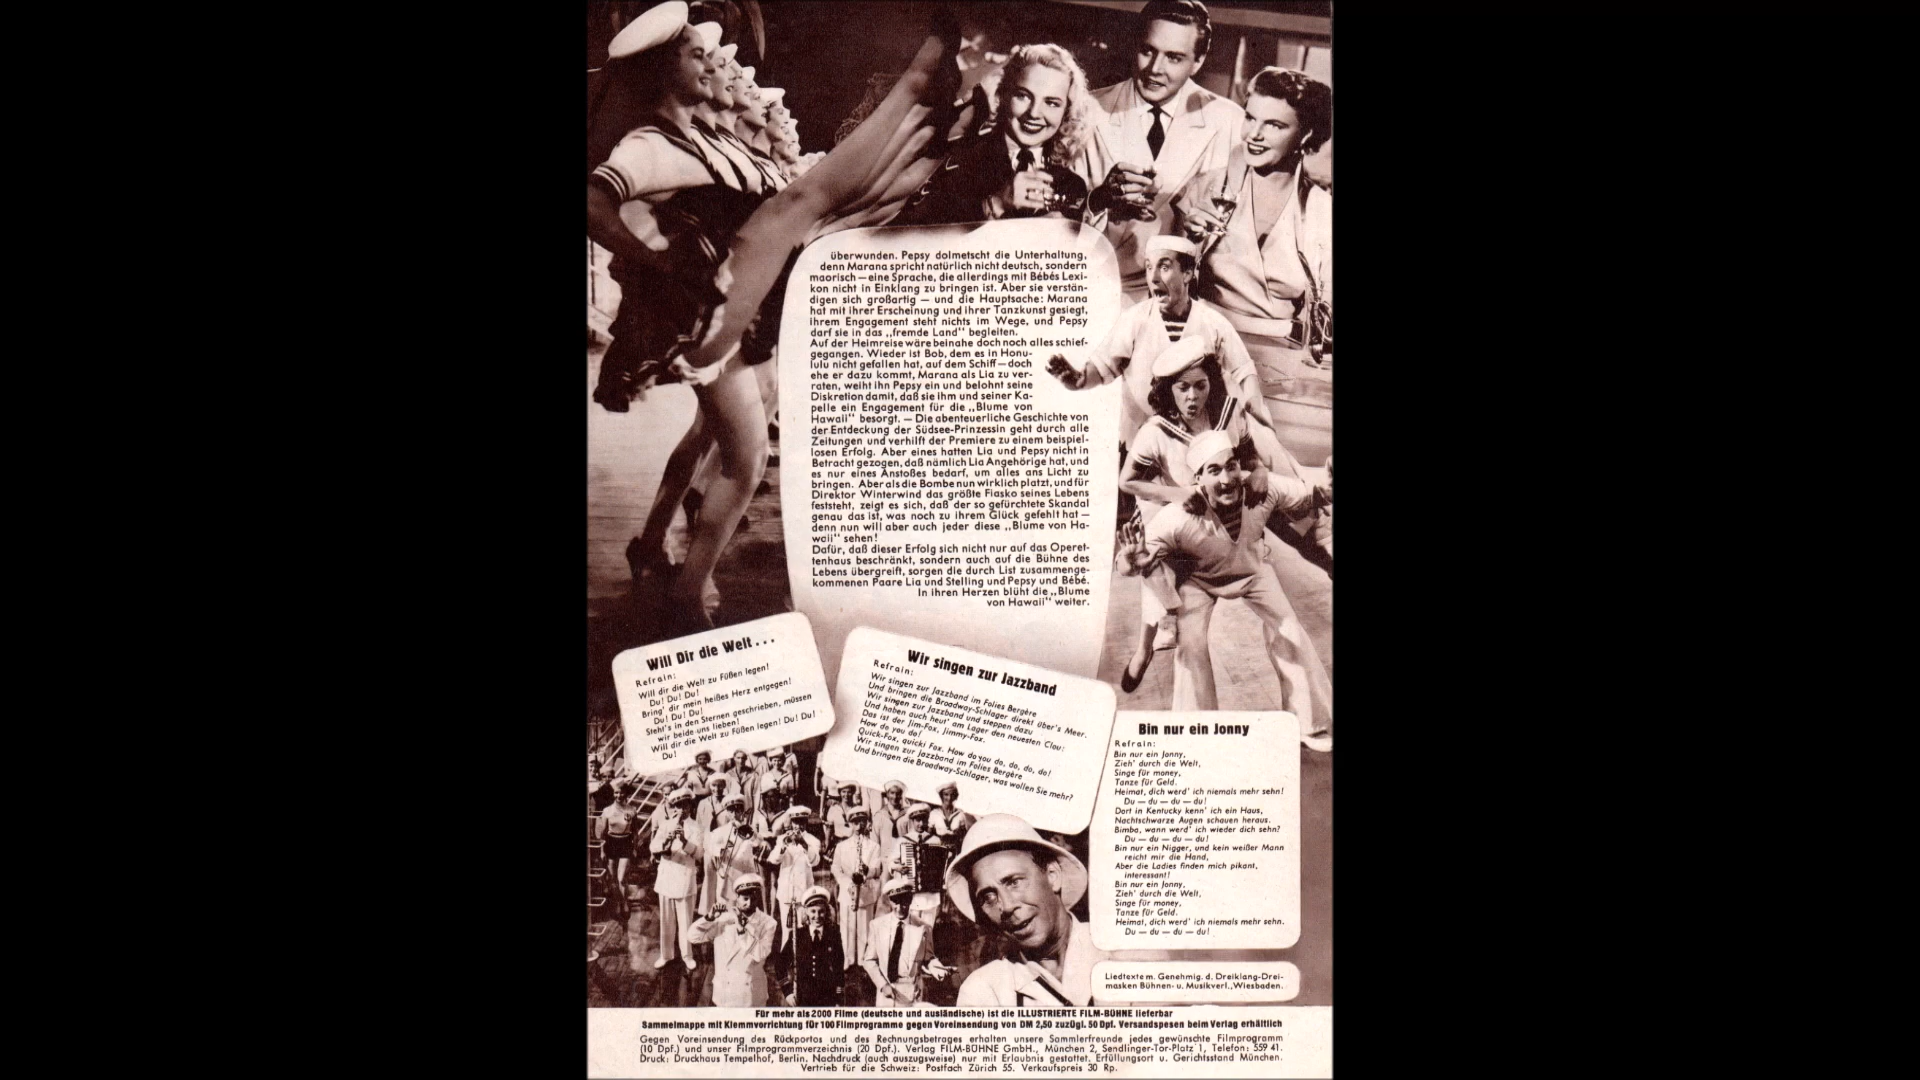 überwunden. Pepsy dolmetscht die Unterhaltung,
denn Marana spricht natürlich nicht deutsch, sondern
maorisch — eine Sprache, die allerdings mit Bébés Lexi-
kon nicht in Einklang zu bringen ist. Aber sie verstän-
digen sich großartig — und die Hauptsache: Marana
hat mit ihrer Erscheinung und ihrer Tanzkunst gesiegt,
ihrem Engagement steht nichts im Wege, und Pepsy
darf sie in das „fremde Land" begleiten.
Auf der Heimreise wäre beinahe doch noch alles schief-
gegangen. Wieder ist Bob, dem es in Honu-
lulu nicht gefallen hat, auf dem Schiff — doch
ehe er dazu kommt, Marana als Lia zu ver-
raten, weiht ihn Pepsy ein und belohnt seine
Diskretion damit, daß sie ihm und seiner Ka-
pelle ein Engagement für die „Blume von
Hawaii" besorgt. — Die abenteuerliche Geschichte von
der Entdeckung der Südsee-Prinzessin geht durch alle
Zeitungen und verhilft der Premiere zu einem beispiel-
losen Erfolg. Aber eines hatten Lia und Pepsy nicht in
Betracht gezogen, daß nämlich Lia Angehörige hat, und
es nur eines Anstoßes bedarf, um alles ans Licht zu
bringen. Aber als die Bombe nun wirklich platzt, und für
Direktor Winterwind das größte Fiasko seines Lebens
feststeht, zeigt es sich, daß der so gefürchtete Skandal
genau das ist, was noch zu ihrem Glück gefehlt hat —
denn nun will aber auch jeder diese „Blume von Ha-
waii" sehen!
Dafür, daß dieser Erfolg sich nicht nur auf das Operet-
tenhaus beschränkt, sondern auch auf die Bühne des
Lebens übergreift, sorgen die durch List zusammenge-
kommenen Paare Lia und Stelling und Pepsy und Bébé.
In ihren Herzen blüht die „Blume
von Hawaii" weiter.
Will Dir die Welt . . .
Refrain:
Will dir die Welt zu Füßen legen!
Du! Du! Du!
Bring' dir mein heißes Herz entgegen!
Du! Du! Du!
Steht's in den Sternen geschrieben, müssen
wir beide uns lieben!
Will dir die Welt zu Füßen legen! Du! Du!
Du!
Wir singen zur Jazzband
Refrain:
Wir singen zur Jazzband im Folies Bergère
Und bringen die Broadway-Schlager direkt über's Meer.
Wir singen zur Jazzband und steppen dazu
Und haben auch heut' am Lager den neuesten Clou:
Das ist der Jim-Fox, Jimmy-Fox.
How do you do!
Quick-Fox, quick! Fox. How do you do, do, do, do!
Wir singen zur Jazzband im Folies Bergère
Und bringen die Broadway-Schlager, was wollen Sie mehr?
Bin nur ein Jonny
Refrain:
Bin nur ein Jonny,
Zieh' durch die Welt,
Singe für money,
Tanze für Geld.
Heimat, dich werd' ich niemals mehr sehn!
Du — du — du — du!
Dort in Kentucky kenn' ich ein Haus,
Nachtschwarze Augen schauen heraus.
Bimbo, wann werd' ich wieder dich sehn?
Du — du — du — du!
Bin nur ein Nigger, und kein weißer Mann
reicht mir die Hand,
Aber die Ladies finden mich pikant,
interessant!
Bin nur ein Jonny,
Zieh' durch die Welt,
Singe für money,
Tanze für Geld.
Heimat, dich werd' ich niemals mehr sehn.
Du — du — du — du!
Liedtexte m. Genehmig. d. Dreiklang-Drei-
masken Bühnen- u. Musikverl., Wiesbaden.
Für mehr als 2000 Filme (deutsche und ausländische) ist die ILLUSTRIERTE FILM-BÜHNE lieferbar
Sammelmappe mit Klemmvorrichtung für 100 Filmprogramme gegen Voreinsendung von DM 2,50 zuzügl. 50 Dpf. Versandspesen beim Verlag erhältlich
Gegen Voreinsendung des Rückportos und des Rechnungsbetrages erhalten unsere Sammlerfreunde jedes gewünschte Filmprogramm
(10 Dpf.) und unser Filmprogrammverzeichnis (20 Dpf.). Verlag FILM-BÜHNE GmbH., München 2, Sendlinger-Tor-Platz 1, Telefon: 559 41.
Druck: Druckhaus Tempelhof, Berlin. Nachdruck (auch auszugsweise) nur mit Erlaubnis gestattet. Erfüllungsort u. Gerichtsstand München.
Vertrieb für die Schweiz: Postfach Zürich 55. Verkaufspreis 30 Rp.